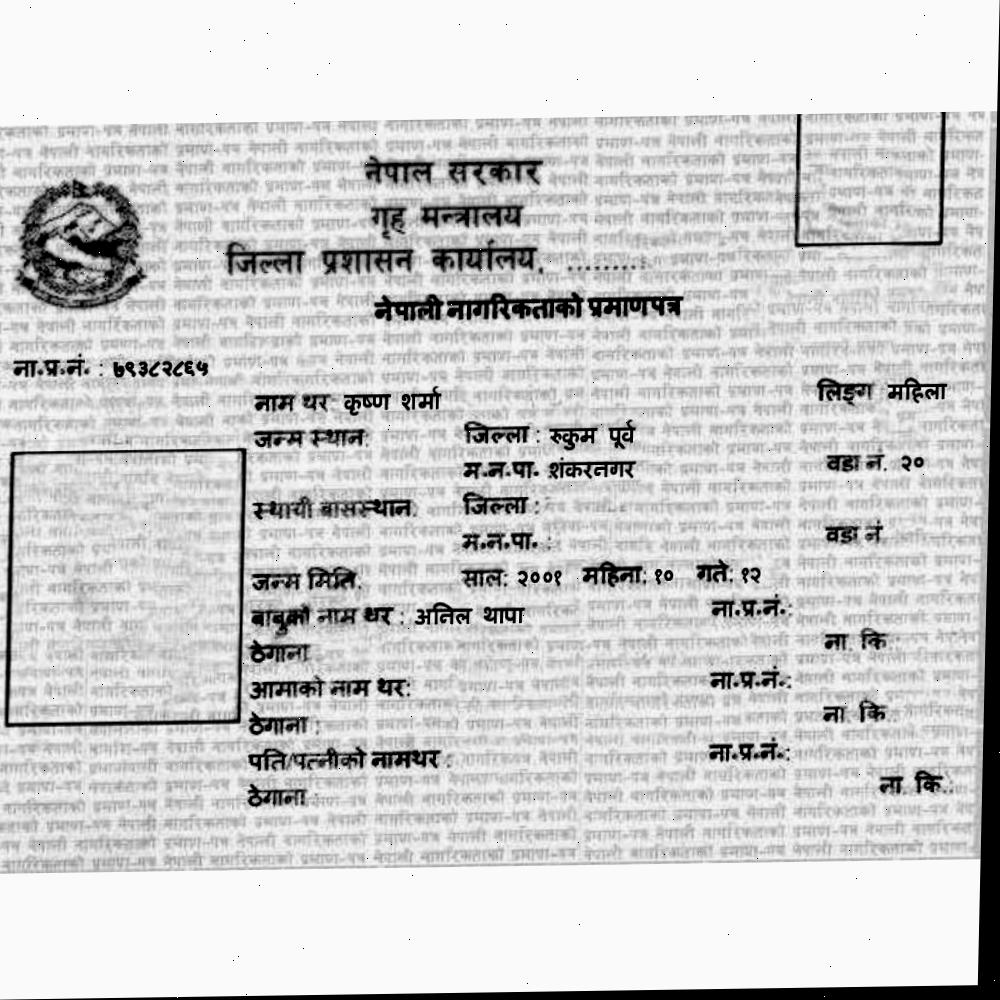 नेपाल सरकार
गृह मन्त्रालय
जिल्ला प्रशासन कार्यालय, .........
नेपाली नागरिकताको प्रमाणपत्र
ना.प्र.नं. : ७९३८२८६५
नाम थर: कृष्ण शर्मा लिङ्ग महिला
जन्म स्थान: जिल्ला : रुकुम पूर्व
म.न.पा. शंकरनगर वडा नं. २०
स्थायी बासस्थान: जिल्ला :
म.न.पा. : वडा नं.
जन्म मिति: साल: २००१ महिना: १० गते: १२
बाबुको नाम थर : अनिल थापा ना.प्र.नं.:
ठेगाना ना. कि.:
आमाको नाम थर: ना.प्र.नं.:
ठेगाना : ना. कि.:
पति/पत्नीको नामथर : ना.प्र.नं.:
ठेगाना : ना. कि.: